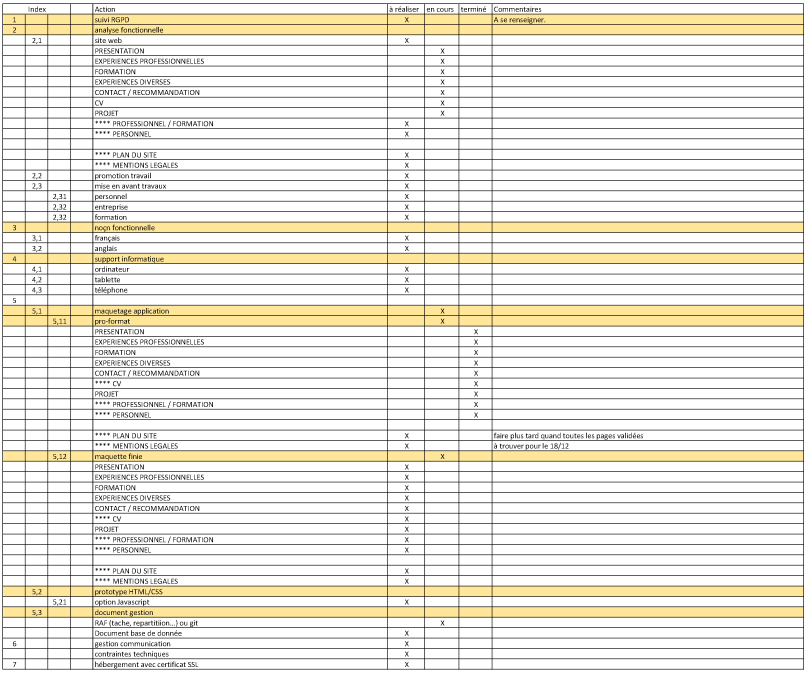 Index Action à réaliser en cours terminé Commentaires
1 suivi RGPD X A se renseigner.
2 analyse fonctionnelle
2,1 site web X
PRESENTATION X
EXPERIENCES PROFESSIONNELLES X
FORMATION X
EXPERIENCES DIVERSES X
CONTACT / RECOMMANDATION X
CV X
PROJET X
**** PROFESSIONNEL / FORMATION X
**** PERSONNEL X
**** PLAN DU SITE X
**** MENTIONS LEGALES X
2,2 promotion travail X
2,3 mise en avant travaux X
2,31 personnel X
2,32 entreprise X
2,32 formation X
3 noçn fonctionnelle
3,1 français X
3,2 anglais X
4 support informatique
4,1 ordinateur X
4,2 tablette X
4,3 téléphone X
5
5,1 maquetage application X
5,11 pro-format X
PRESENTATION X
EXPERIENCES PROFESSIONNELLES X
FORMATION X
EXPERIENCES DIVERSES X
CONTACT / RECOMMANDATION X
**** CV X
PROJET X
**** PROFESSIONNEL / FORMATION X
**** PERSONNEL X
**** PLAN DU SITE X faire plus tard quand toutes les pages validées
**** MENTIONS LEGALES X à trouver pour le 18/12
5,12 maquette finie X
PRESENTATION X
EXPERIENCES PROFESSIONNELLES X
FORMATION X
EXPERIENCES DIVERSES X
CONTACT / RECOMMANDATION X
**** CV X
PROJET X
**** PROFESSIONNEL / FORMATION X
**** PERSONNEL X
**** PLAN DU SITE X
**** MENTIONS LEGALES X
5,2 prototype HTML/CSS
5,21 option Javascript X
5,3 document gestion
RAF (tache, repartitiion...) ou git X
Document base de donnée X
6 gestion communication X
contraintes techniques X
7 hébergement avec certificat SSL X